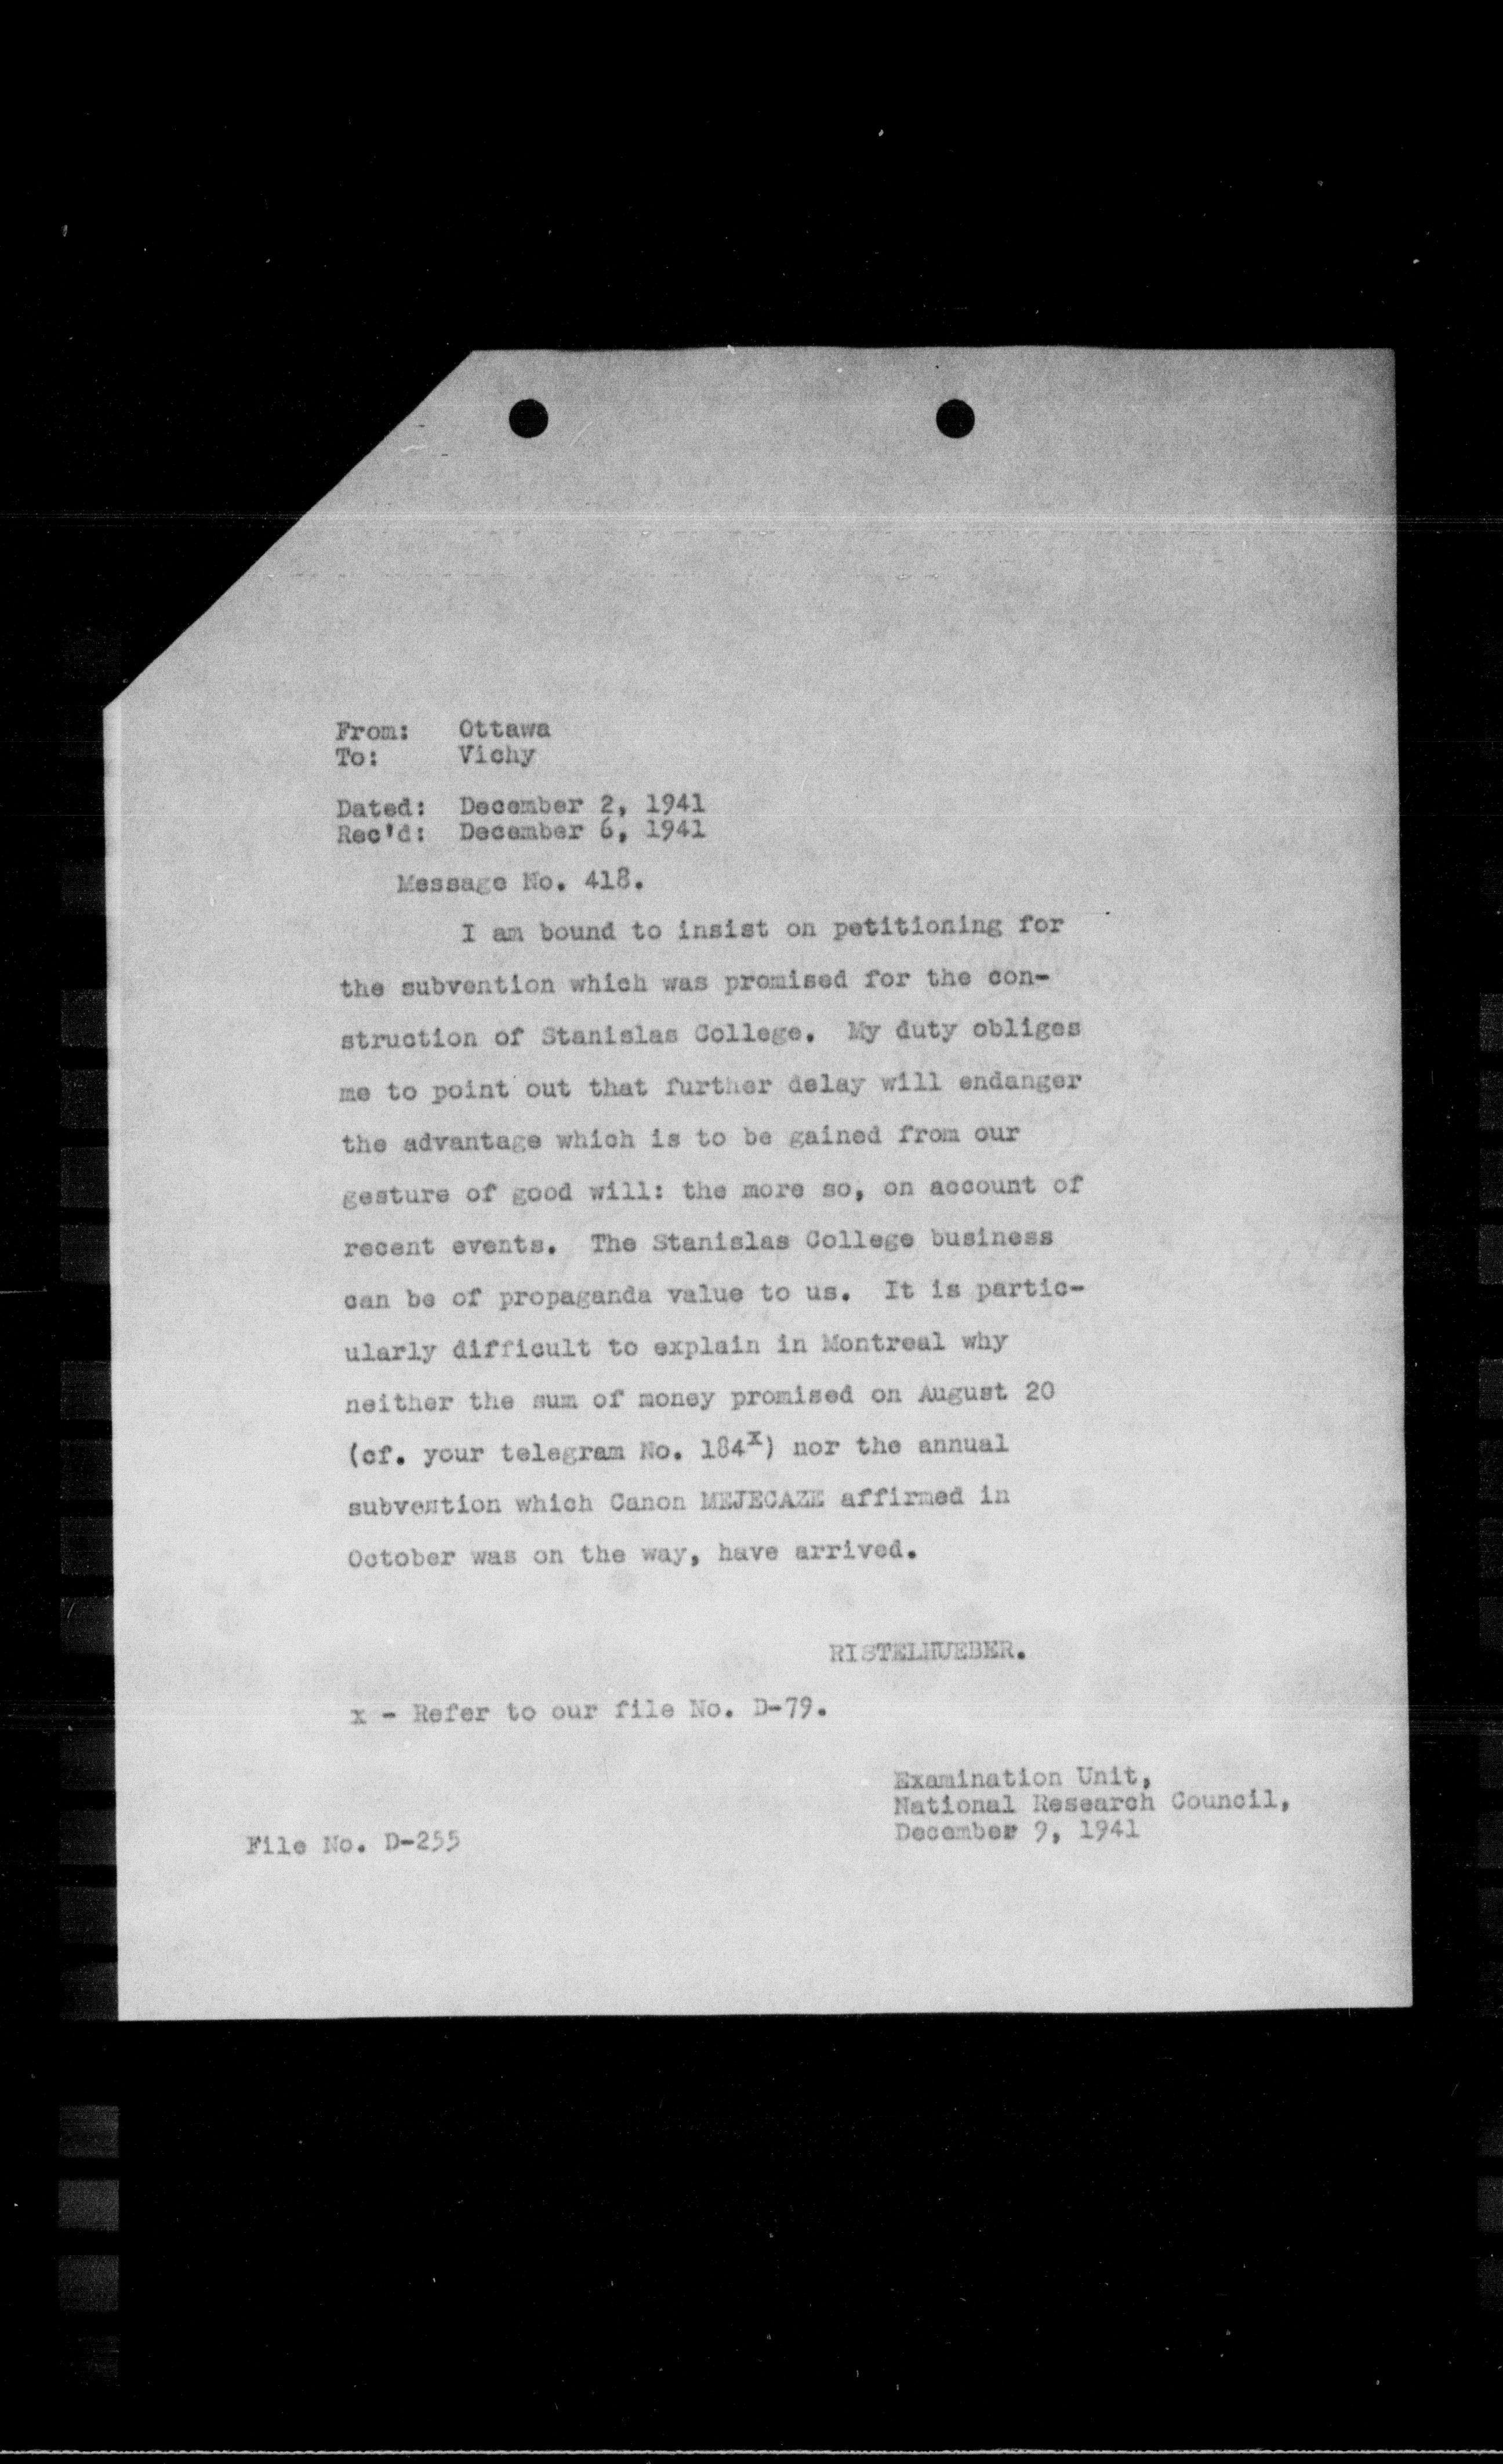 From: Ottawa
To: Vichy
Dated: December 2, 1941
Rec'd: December 6, 1941
Message No. 418.
I am bound to insist on petitioning for
the subvention which was promised for the con-
struction of Stanislas College. My duty obliges
me to point out that further delay will endanger
the advantage which is to be gained from our
gesture of good will: the more so, on account of
recent events. The Stanislas College business
can be of propaganda value to us. It is partic-
ularly difficult to explain in Montreal why
neither the sum of money promised on August 20
(cf. your telegram No. 184x) nor the annual
subvention which Canon MEJECAZE affirmed in
October was on the way, have arrived.
RISTELHUEBER.
x - Refer to our file No. D-79.
Examination Unit,
National Research Council,
December 9, 1941
File No. D-255